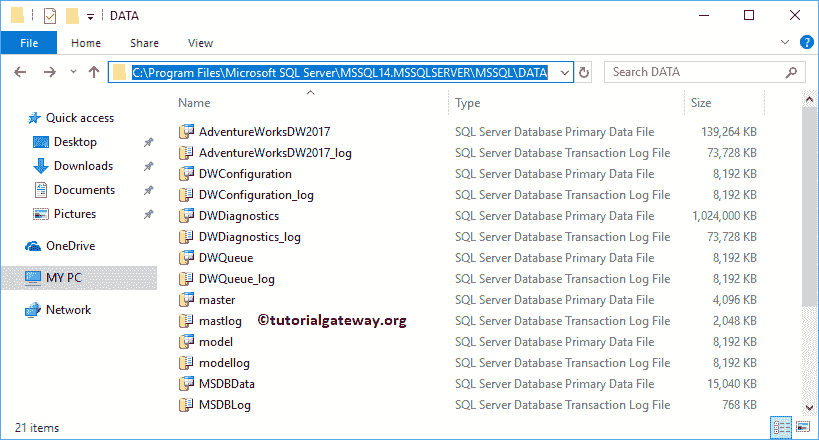 DATA
File Home Share View
C:\Program Files\Microsoft SQL Server\MSSQL14.MSSQLSERVER\MSSQL\DATA Search DATA
Name Type Size
Quick access
Desktop
Downloads
Documents
Pictures
OneDrive
MY PC
Network
AdventureWorksDW2017 SQL Server Database Primary Data File 139,264 KB
AdventureWorksDW2017_log SQL Server Database Transaction Log File 73,728 KB
DWConfiguration SQL Server Database Primary Data File 8,192 KB
DWConfiguration_log SQL Server Database Transaction Log File 8,192 KB
DWDiagnostics SQL Server Database Primary Data File 1,024,000 KB
DWDiagnostics_log SQL Server Database Transaction Log File 73,728 KB
DWQueue SQL Server Database Primary Data File 8,192 KB
DWQueue_log SQL Server Database Transaction Log File 8,192 KB
master SQL Server Database Primary Data File 4,096 KB
mastlog ©tutorialgateway.org SQL Server Database Transaction Log File 2,048 KB
model SQL Server Database Primary Data File 8,192 KB
modellog SQL Server Database Transaction Log File 8,192 KB
MSDBData SQL Server Database Primary Data File 15,040 KB
MSDBLog SQL Server Database Transaction Log File 768 KB
21 items